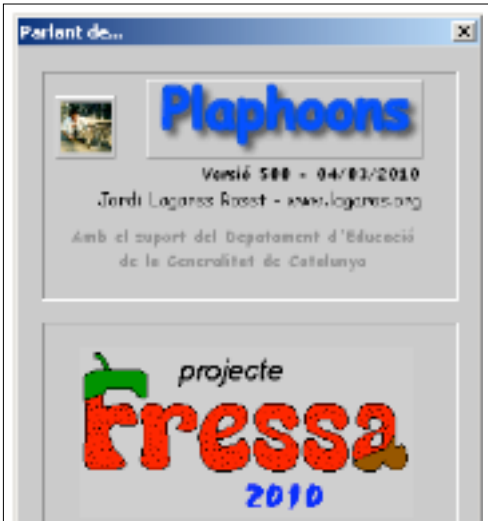 Parlant de...
Plaphoons
Versió 500 - 04/03/2010
Jordi Lagares Roset - www.lagares.org
Amb el suport del Depatament d'Educació
de la Generalitat de Catalunya
projecte
Fressa
2010